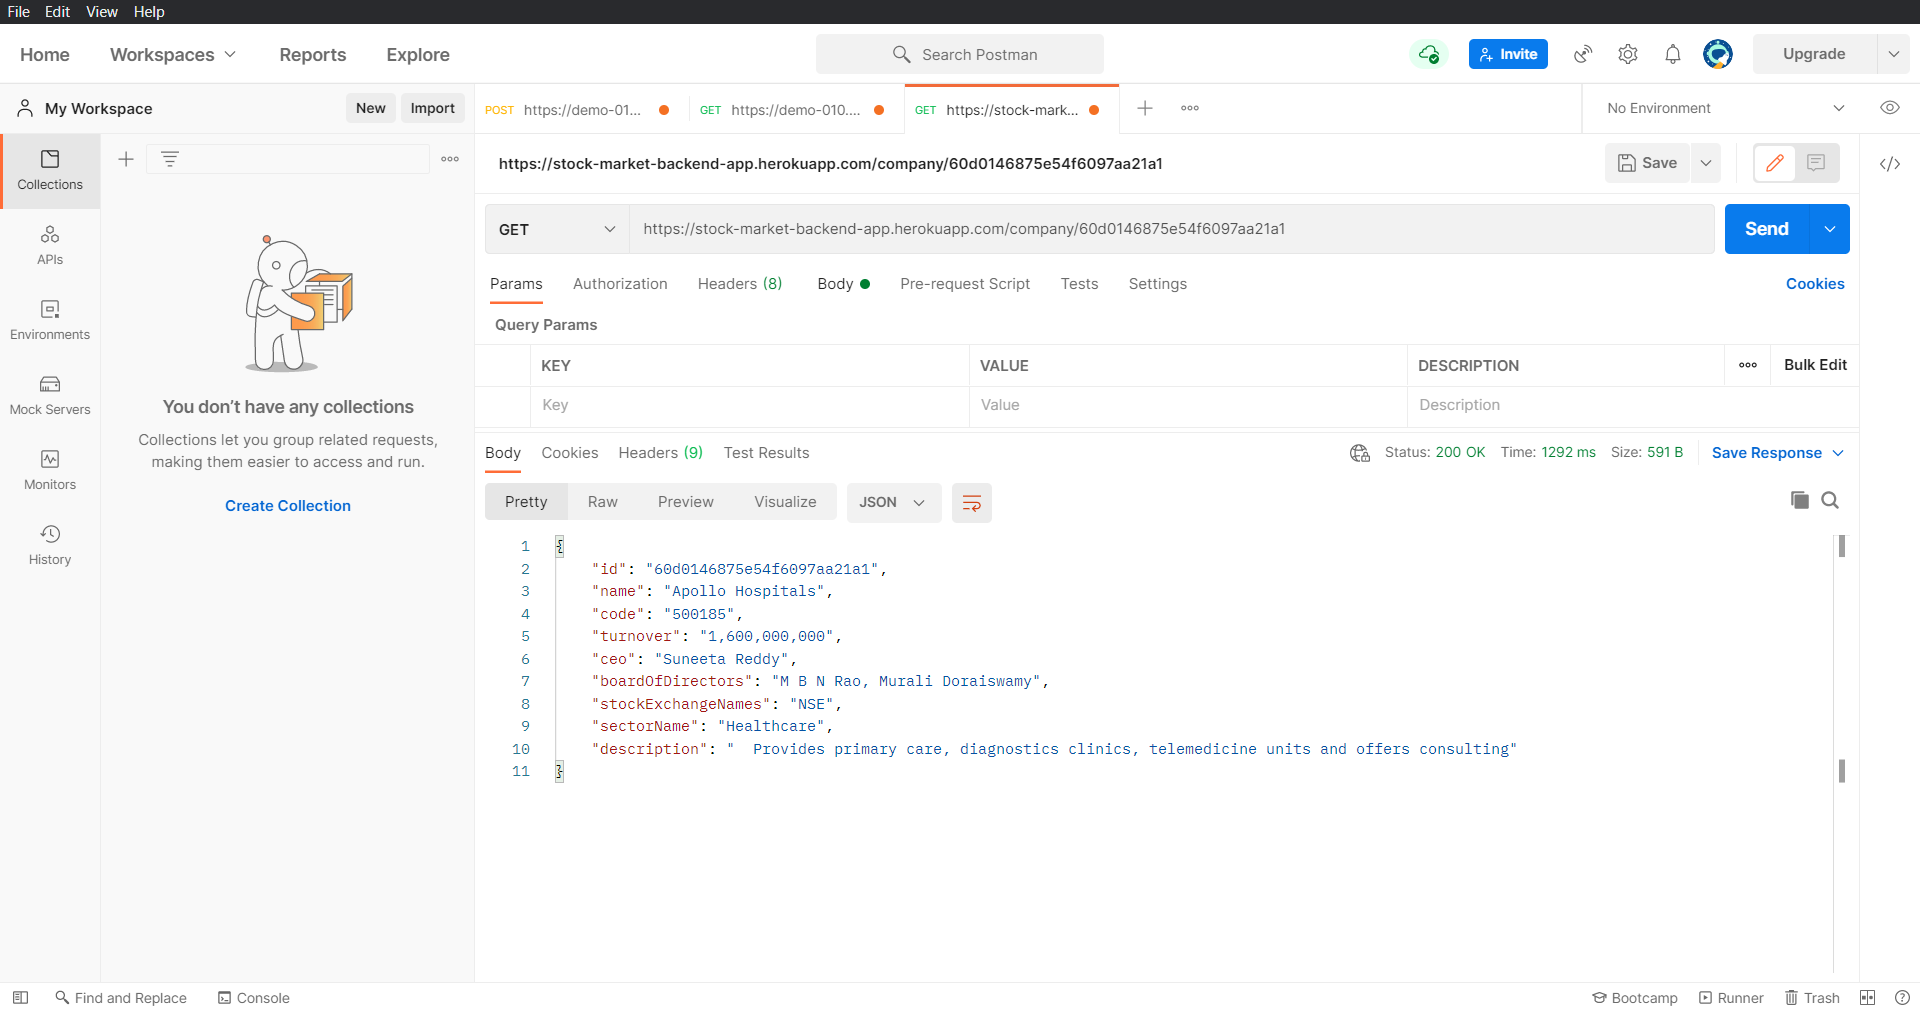 File Edit View Help
Home Workspaces Reports Explore Search Postman Invite Upgrade
My Workspace New Import
POST https://demo-01... GET https://demo-010.... GET https://stock-mark... No Environment
Collections
APIs
Environments
Mock Servers
Monitors
History
You don’t have any collections
Collections let you group related requests,
making them easier to access and run.
Create Collection
https://stock-market-backend-app.herokuapp.com/company/60d0146875e54f6097aa21a1 Save
GET https://stock-market-backend-app.herokuapp.com/company/60d0146875e54f6097aa21a1 Send
Params Authorization Headers (8) Body Pre-request Script Tests Settings Cookies
Query Params
KEY VALUE DESCRIPTION Bulk Edit
Key Value Description
Body Cookies Headers (9) Test Results Status: 200 OK Time: 1292 ms Size: 591 B Save Response
Pretty Raw Preview Visualize JSON
1 {
2 "id": "60d0146875e54f6097aa21a1",
3 "name": "Apollo Hospitals",
4 "code": "500185",
5 "turnover": "1,600,000,000",
6 "ceo": "Suneeta Reddy",
7 "boardOfDirectors": "M B N Rao, Murali Doraiswamy",
8 "stockExchangeNames": "NSE",
9 "sectorName": "Healthcare",
10 "description": "  Provides primary care, diagnostics clinics, telemedicine units and offers consulting"
11 }
Find and Replace Console Bootcamp Runner Trash